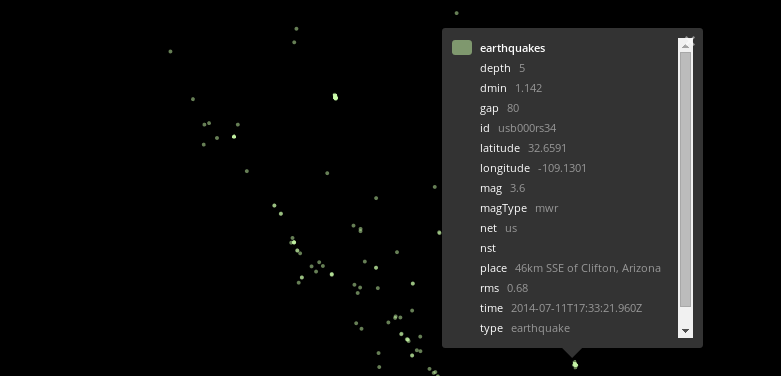 earthquakes
depth 5
dmin 1.142
gap 80
id usb000rs34
latitude 32.6591
longitude -109.1301
mag 3.6
magType mwr
net us
nst
place 46km SSE of Clifton, Arizona
rms 0.68
time 2014-07-11T17:33:21.960Z
type earthquake